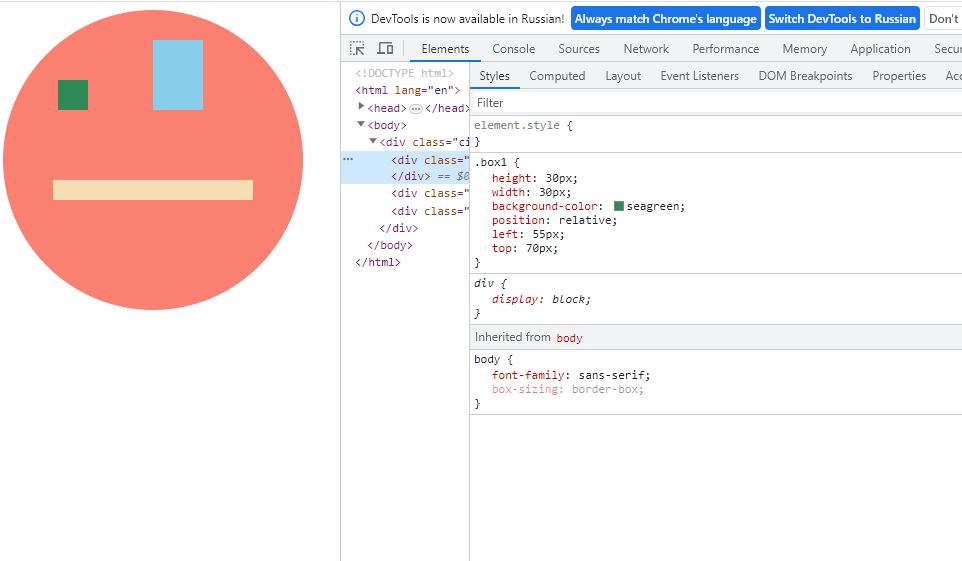 DevTools is now available in Russian! Always match Chrome's language Switch DevTools to Russian Don't
Elements Console Sources Network Performance Memory Application Secur
<!DOCTYPE html>
<html lang="en">
<head> … </head>
<body>
<div class="ci
<div class="
</div> == $0
<div class="
<div class="
</div>
</body>
</html>
Styles Computed Layout Event Listeners DOM Breakpoints Properties Acc
Filter
element.style {
}
.box1 {
height: 30px;
width: 30px;
background-color: seagreen;
position: relative;
left: 55px;
top: 70px;
}
div {
display: block;
}
Inherited from body
body {
font-family: sans-serif;
box-sizing: border-box;
}